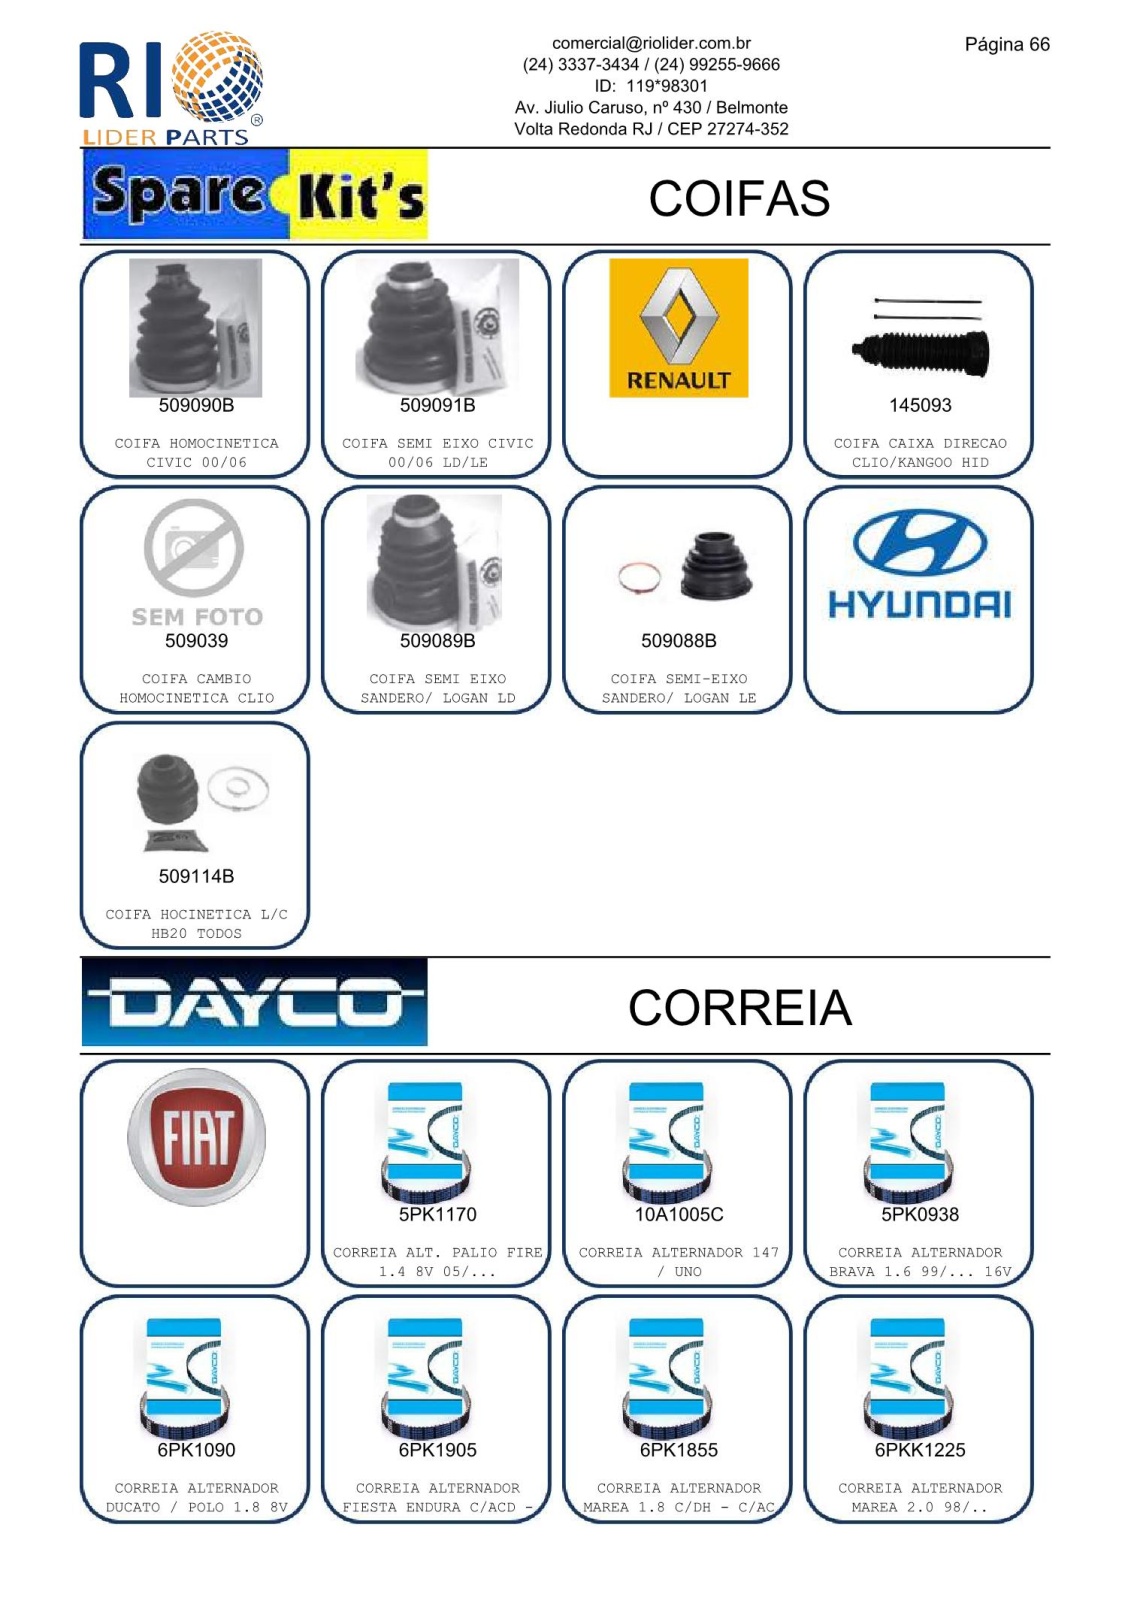 RIO
LIDER PARTS
®
comercial@riolider.com.br
(24) 3337-3434 / (24) 99255-9666
ID:  119*98301
Av. Jiulio Caruso, nº 430 / Belmonte
Volta Redonda RJ / CEP 27274-352
Página 66
Spare Kit's
COIFAS
509090B
COIFA HOMOCINETICA
CIVIC 00/06
509091B
COIFA SEMI EIXO CIVIC
00/06 LD/LE
RENAULT
145093
COIFA CAIXA DIRECAO
CLIO/KANGOO HID
SEM FOTO
509039
COIFA CAMBIO
HOMOCINETICA CLIO
509089B
COIFA SEMI EIXO
SANDERO/ LOGAN LD
509088B
COIFA SEMI-EIXO
SANDERO/ LOGAN LE
HYUNDAI
509114B
COIFA HOCINETICA L/C
HB20 TODOS
DAYCO
CORREIA
FIAT
DAYCO
5PK1170
CORREIA ALT. PALIO FIRE
1.4 8V 05/...
DAYCO
10A1005C
CORREIA ALTERNADOR 147
/ UNO
DAYCO
5PK0938
CORREIA ALTERNADOR
BRAVA 1.6 99/... 16V
DAYCO
6PK1090
CORREIA ALTERNADOR
DUCATO / POLO 1.8 8V
DAYCO
6PK1905
CORREIA ALTERNADOR
FIESTA ENDURA C/ACD -
DAYCO
6PK1855
CORREIA ALTERNADOR
MAREA 1.8 C/DH - C/AC
DAYCO
6PKK1225
CORREIA ALTERNADOR
MAREA 2.0 98/..